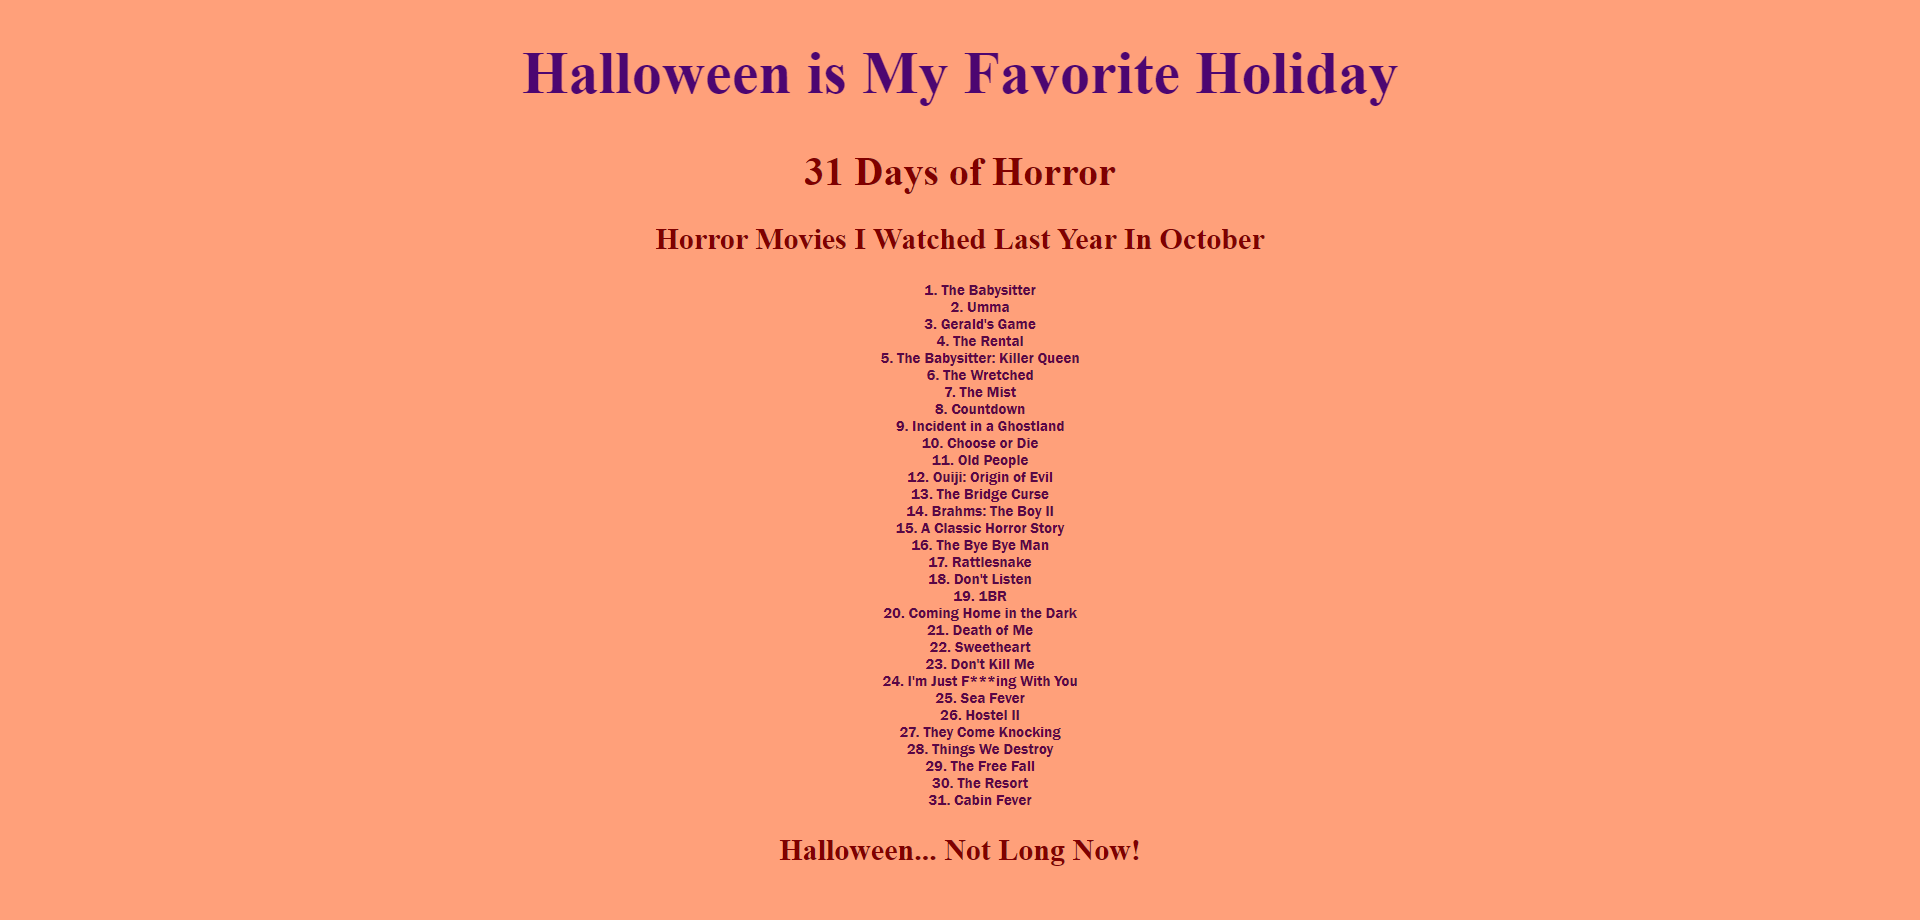 Halloween is My Favorite Holiday
31 Days of Horror
Horror Movies I Watched Last Year In October
1. The Babysitter
2. Umma
3. Gerald's Game
4. The Rental
5. The Babysitter: Killer Queen
6. The Wretched
7. The Mist
8. Countdown
9. Incident in a Ghostland
10. Choose or Die
11. Old People
12. Ouiji: Origin of Evil
13. The Bridge Curse
14. Brahms: The Boy II
15. A Classic Horror Story
16. The Bye Bye Man
17. Rattlesnake
18. Don't Listen
19. 1BR
20. Coming Home in the Dark
21. Death of Me
22. Sweetheart
23. Don't Kill Me
24. I'm Just F***ing With You
25. Sea Fever
26. Hostel II
27. They Come Knocking
28. Things We Destroy
29. The Free Fall
30. The Resort
31. Cabin Fever
Halloween... Not Long Now!